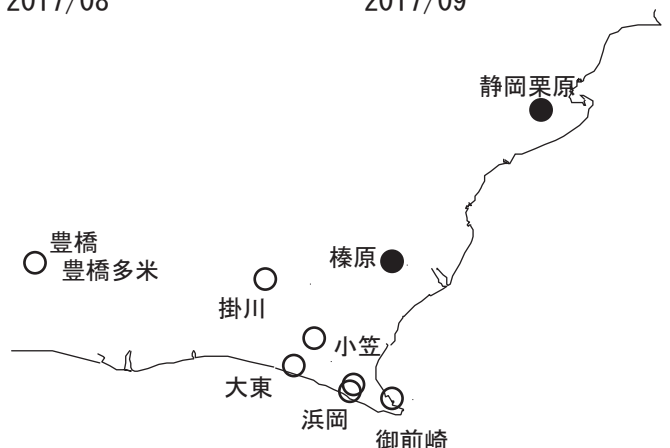 2017/08
2017/09
静岡栗原
豊橋
豊橋多米
榛原
掛川
小笠
大東
浜岡
御前崎